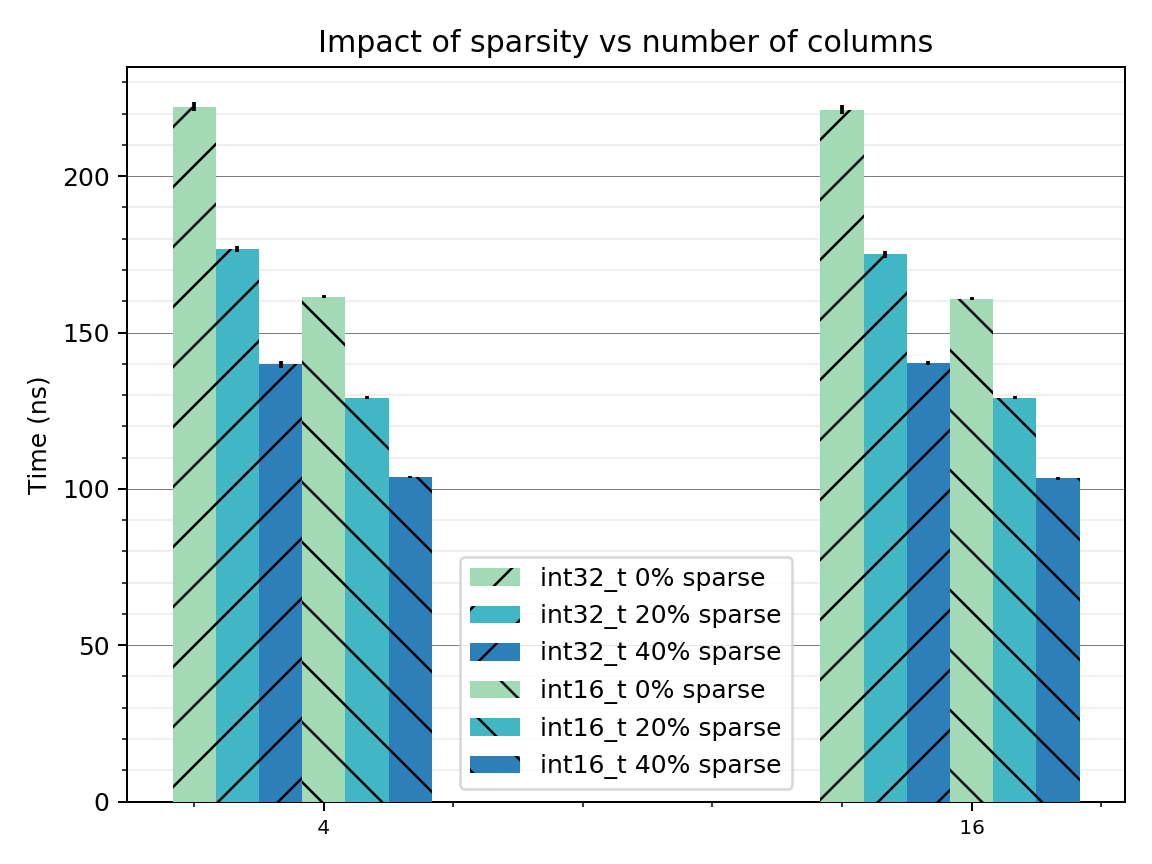 Impact of sparsity vs number of columns
Time (ns)
200
150
100
50
0
int32_t 0% sparse
int32_t 20% sparse
int32_t 40% sparse
int16_t 0% sparse
int16_t 20% sparse
int16_t 40% sparse
4
16